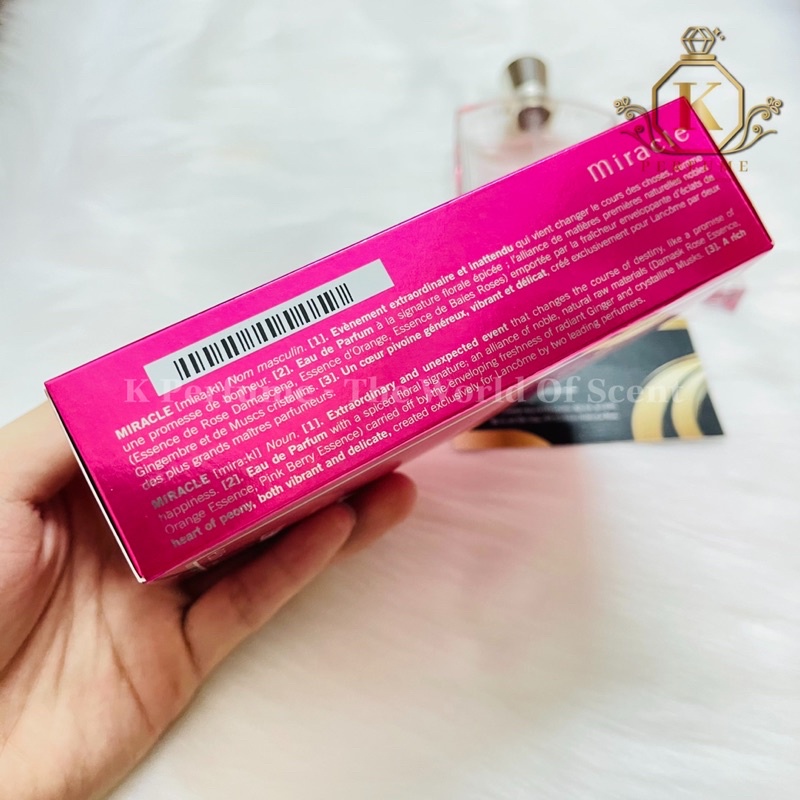 K
PERFUME
miracle
MIRACLE [mira-kl] Nom masculin. [1]. Evènement extraordinaire et inattendu qui vient changer le cours des choses, comme
une promesse de bonheur. [2]. Eau de Parfum à la signature florale épicée ; l'alliance de matières premières naturelles nobles
(Essence de Rose Damascena, Essence d'Orange, Essence de Baies Roses) emportée par la fraîcheur enveloppante d'éclats de
Gingembre et de Muscs cristallins. [3]. Un cœur pivoine généreux, vibrant et délicat, créé exclusivement pour Lancôme par deux
des plus grands maîtres parfumeurs.
MIRACLE [mira-kl] Noun. [1]. Extraordinary and unexpected event that changes the course of destiny, like a promise of
happiness. [2]. Eau de Parfum with a spiced floral signature; an alliance of noble, natural raw materials (Damask Rose Essence,
Orange Essence, Pink Berry Essence) carried off by the enveloping freshness of radiant Ginger and crystalline Musks. [3]. A rich
heart of peony, both vibrant and delicate, created exclusively for Lancôme by two leading perfumers.
K Perfume - The World Of Scent